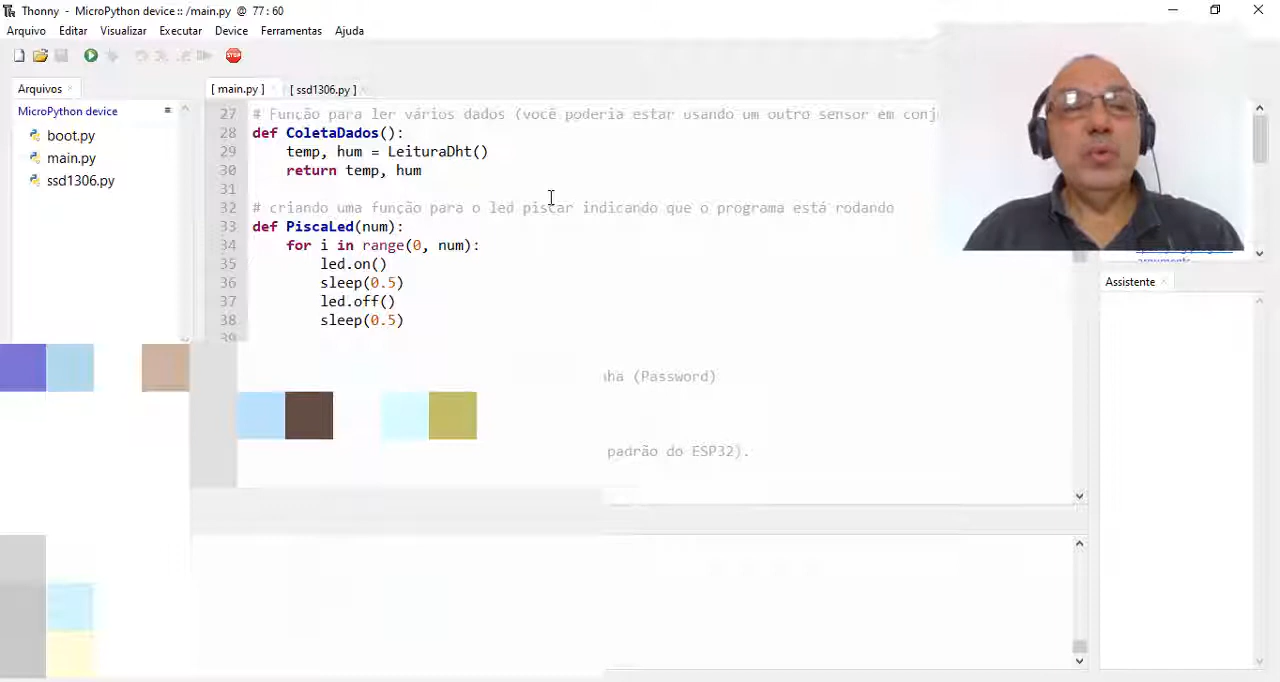 Thonny - MicroPython device :: /main.py @ 77 : 60
Arquivo Editar Visualizar Executar Device Ferramentas Ajuda
STOP
Arquivos
[ main.py ] [ ssd1306.py ]
MicroPython device
boot.py
main.py
ssd1306.py
27 # Função para ler vários dados (você poderia estar usando um outro sensor em
28 def ColetaDados():
29 temp, hum = LeituraDht()
30 return temp, hum
31
32 # criando uma função para o led piscar indicando que o programa está rodando
33 def PiscaLed(num):
34 for i in range(0, num):
35 led.on()
36 sleep(0.5)
37 led.off()
38 sleep(0.5)
39
(Password)
padrão do ESP32).
Assistente